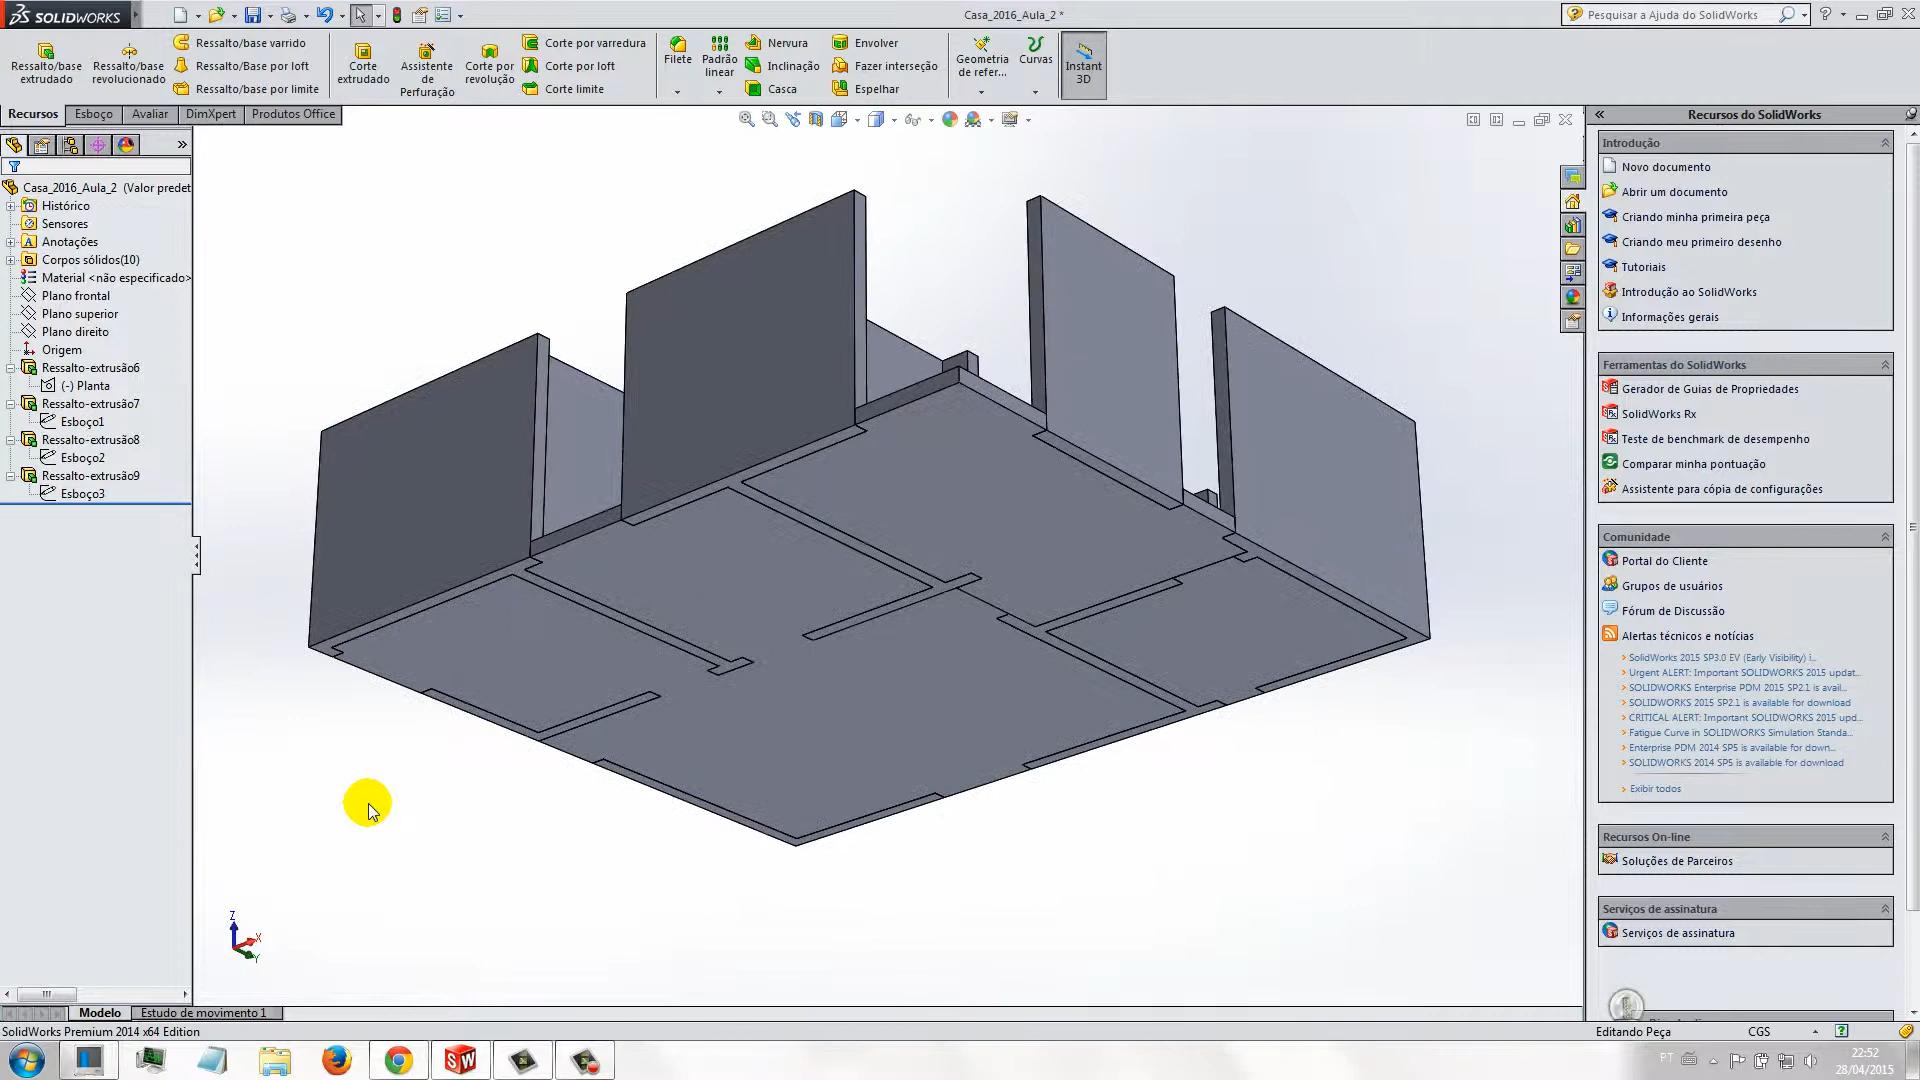 SOLIDWORKS
Casa_2016_Aula_2 *
Pesquisar a Ajuda do SolidWorks
Ressalto/base extrudado
Ressalto/base revolucionado
Ressalto/base varrido
Ressalto/Base por loft
Ressalto/base por limite
Corte extrudado
Assistente de Perfuração
Corte por revolução
Corte por varredura
Corte por loft
Corte limite
Filete
Padrão linear
Nervura
Inclinação
Casca
Envolver
Fazer interseção
Espelhar
Geometria de refer...
Curvas
Instant 3D
Recursos
Esboço
Avaliar
DimXpert
Produtos Office
Casa_2016_Aula_2 (Valor predet
Histórico
Sensores
Anotações
Corpos sólidos(10)
Material <não especificado>
Plano frontal
Plano superior
Plano direito
Origem
Ressalto-extrusão6
(-) Planta
Ressalto-extrusão7
Esboço1
Ressalto-extrusão8
Esboço2
Ressalto-extrusão9
Esboço3
Z
X
Y
Recursos do SolidWorks
Introdução
Novo documento
Abrir um documento
Criando minha primeira peça
Criando meu primeiro desenho
Tutoriais
Introdução ao SolidWorks
Informações gerais
Ferramentas do SolidWorks
Gerador de Guias de Propriedades
SolidWorks Rx
Teste de benchmark de desempenho
Comparar minha pontuação
Assistente para cópia de configurações
Comunidade
Portal do Cliente
Grupos de usuários
Fórum de Discussão
Alertas técnicos e notícias
SolidWorks 2015 SP3.0 EV (Early Visibility) i...
Urgent ALERT: Important SOLIDWORKS 2015 updat...
SOLIDWORKS Enterprise PDM 2015 SP2.1 is avail...
SOLIDWORKS 2015 SP2.1 is available for download
CRITICAL ALERT: Important SOLIDWORKS 2015 upd...
Fatigue Curve in SOLIDWORKS Simulation Standa...
Enterprise PDM 2014 SP5 is available for down...
SOLIDWORKS 2014 SP5 is available for download
Exibir todos
Recursos On-line
Soluções de Parceiros
Serviços de assinatura
Serviços de assinatura
Modelo
Estudo de movimento 1
SolidWorks Premium 2014 x64 Edition
Editando Peça
CGS
PT
22:52
28/04/2015